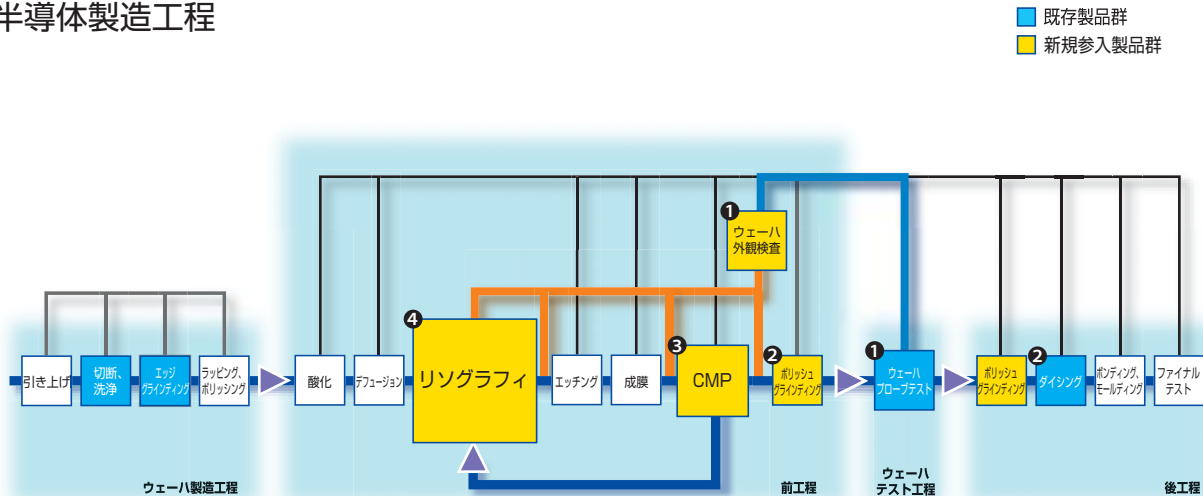 半導体製造工程
既存製品群
新規参入製品群
❶
ウェーハ
外観検査
❹
リソグラフィ
❸
CMP
❷
ポリッシュ
グラインディング
❶
ウェーハ
プローブテスト
ポリッシュ
グラインディング
❷
ダイシング
ボンディング、
モールディング
ファイナル
テスト
引き上げ
切断、
洗浄
エッジ
グラインディング
ラッピング、
ポリッシング
酸化
デフュージョン
エッチング
成膜
ウェーハ製造工程
前工程
ウェーハ
テスト工程
後工程